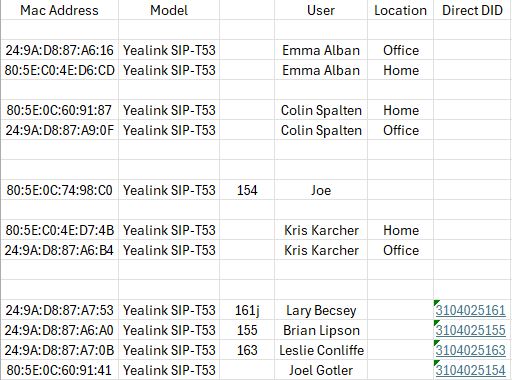 Mac Address Model User Location Direct DID
24:9A:D8:87:A6:16 Yealink SIP-T53 Emma Alban Office
80:5E:C0:4E:D6:CD Yealink SIP-T53 Emma Alban Home
80:5E:0C:60:91:87 Yealink SIP-T53 Colin Spalten Home
24:9A:D8:87:A9:0F Yealink SIP-T53 Colin Spalten Office
80:5E:0C:74:98:C0 Yealink SIP-T53 154 Joe
80:5E:C0:4E:D7:4B Yealink SIP-T53 Kris Karcher Home
24:9A:D8:87:A6:B4 Yealink SIP-T53 Kris Karcher Office
24:9A:D8:87:A7:53 Yealink SIP-T53 161j Lary Becsey 3104025161
24:9A:D8:87:A6:A0 Yealink SIP-T53 155 Brian Lipson 3104025155
24:9A:D8:87:A7:0B Yealink SIP-T53 163 Leslie Conliffe 3104025163
80:5E:0C:60:91:41 Yealink SIP-T53 Joel Gotler 3104025154